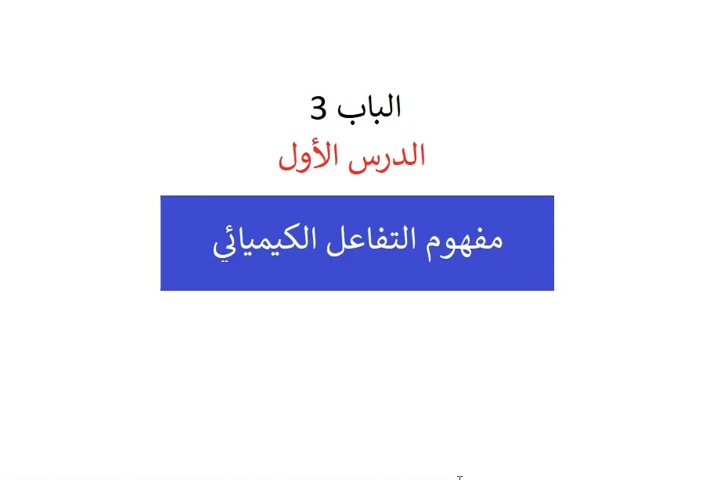 الباب 3
الدرس الأول
مفهوم التفاعل الكيميائي